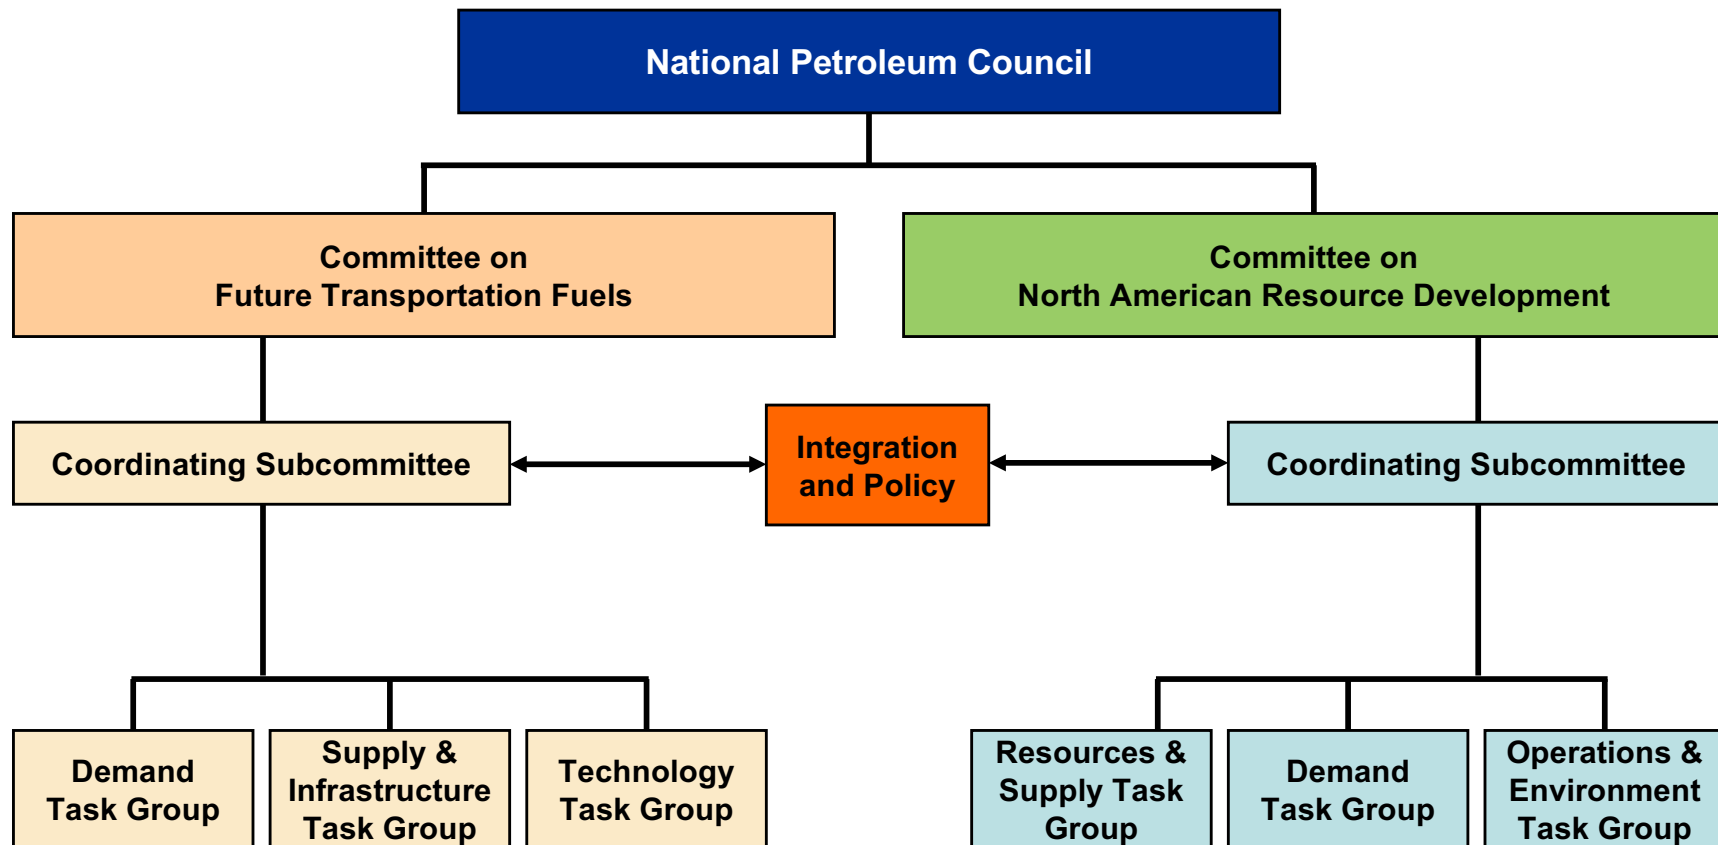 National Petroleum Council
Committee on
Future Transportation Fuels
Committee on
North American Resource Development
Coordinating Subcommittee
Integration
and Policy
Coordinating Subcommittee
Demand
Task Group
Supply &
Infrastructure
Task Group
Technology
Task Group
Resources &
Supply Task
Group
Demand
Task Group
Operations &
Environment
Task Group